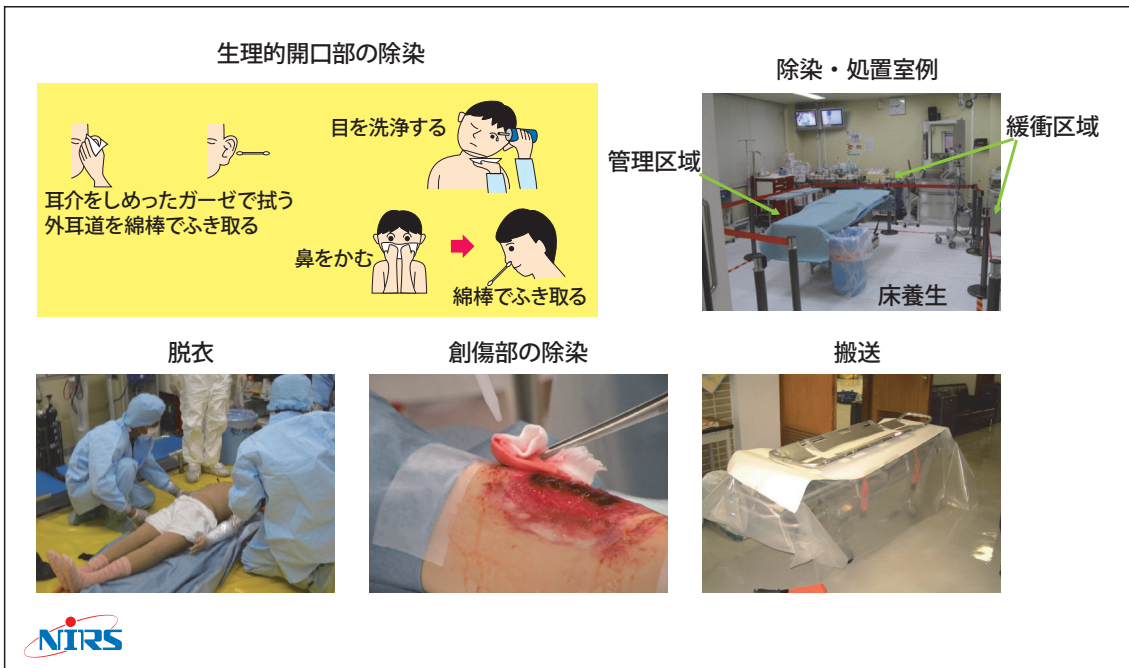 生理的開口部の除染
耳介をしめったガーゼで拭う
外耳道を綿棒でふき取る
目を洗浄する
鼻をかむ
綿棒でふき取る
除染・処置室例
管理区域
緩衝区域
床養生
脱衣
創傷部の除染
搬送
NIRS